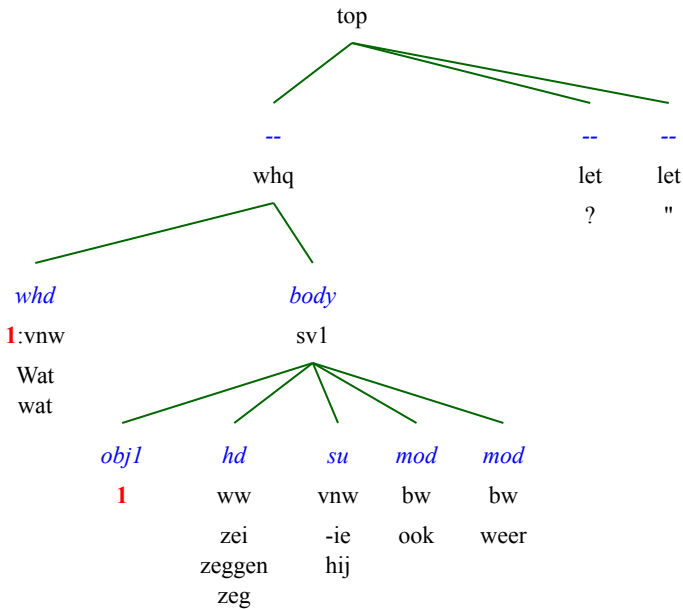 top
-- -- --
whq let let
? "
whd body
1:vnw sv1
Wat
wat
obj1 hd su mod mod
1 ww vnw bw bw
zei -ie ook weer
zeggen hij
zeg